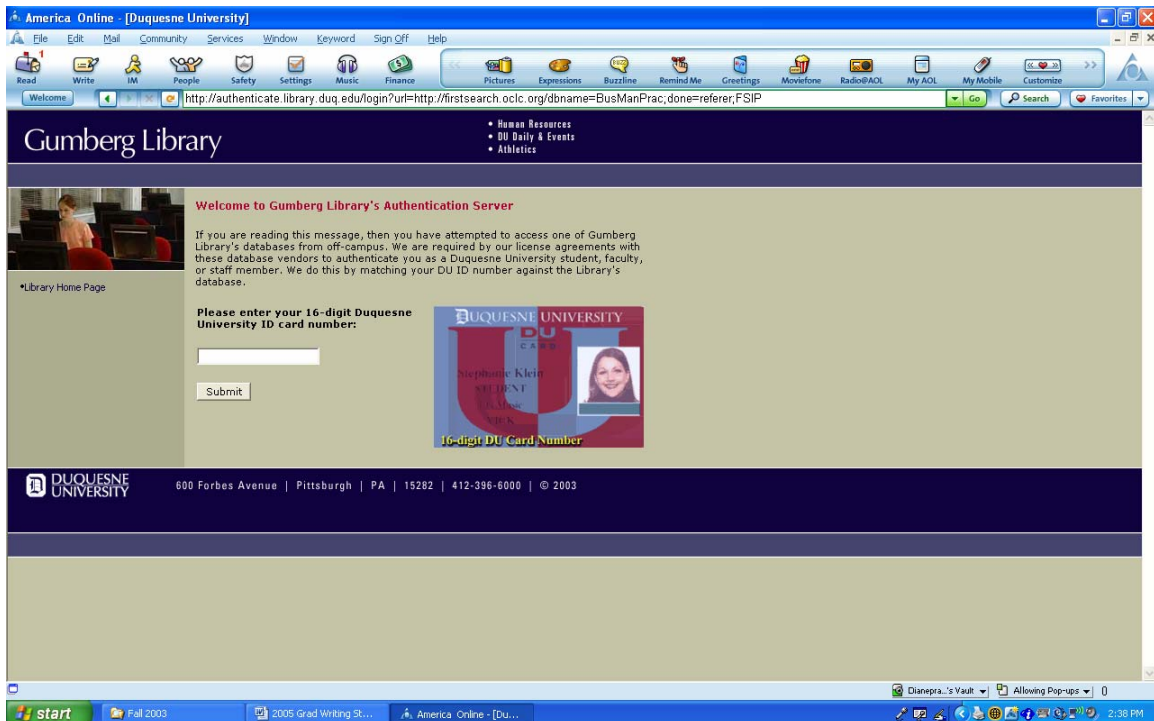 America Online - [Duquesne University]
File Edit Mail Community Services Window Keyword Sign Off Help
1
Read Write IM People Safety Settings Music Finance Pictures Expressions Buzzline Remind Me Greetings Moviefone Radio@AOL My AOL My Mobile Customize
Welcome http://authenticate.library.duq.edu/login?url=http://firstsearch.oclc.org/dbname=BusManPrac;done=referer;FSIP Go Search Favorites
Gumberg Library
• Human Resources
• DU Daily & Events
• Athletics
Welcome to Gumberg Library's Authentication Server
If you are reading this message, then you have attempted to access one of Gumberg
Library's databases from off-campus. We are required by our license agreements with
these database vendors to authenticate you as a Duquesne University student, faculty,
or staff member. We do this by matching your DU ID number against the Library's
database.
•Library Home Page
Please enter your 16-digit Duquesne
University ID card number:
Submit
DUQUESNE UNIVERSITY
DU
CARD
Stephanie Klein
STUDENT
16-digit DU Card Number
DUQUESNE
UNIVERSITY
600 Forbes Avenue | Pittsburgh | PA | 15282 | 412-396-6000 | © 2003
Dianepra...'s Vault Allowing Pop-ups
start Fall 2003 2005 Grad Writing St... America Online - [Du... 2:38 PM